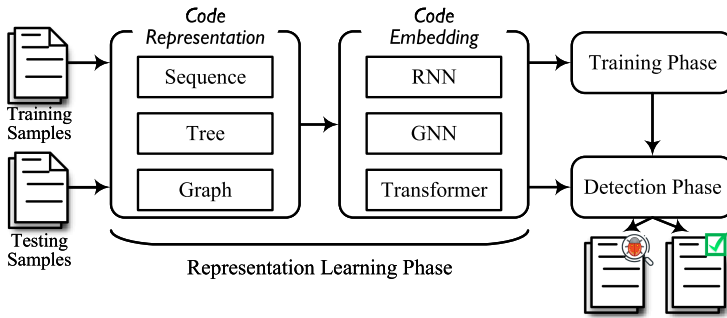 Code
Representation
Sequence
Tree
Graph
Code
Embedding
RNN
GNN
Transformer
Training Phase
Detection Phase
Training
Samples
Testing
Samples
Representation Learning Phase